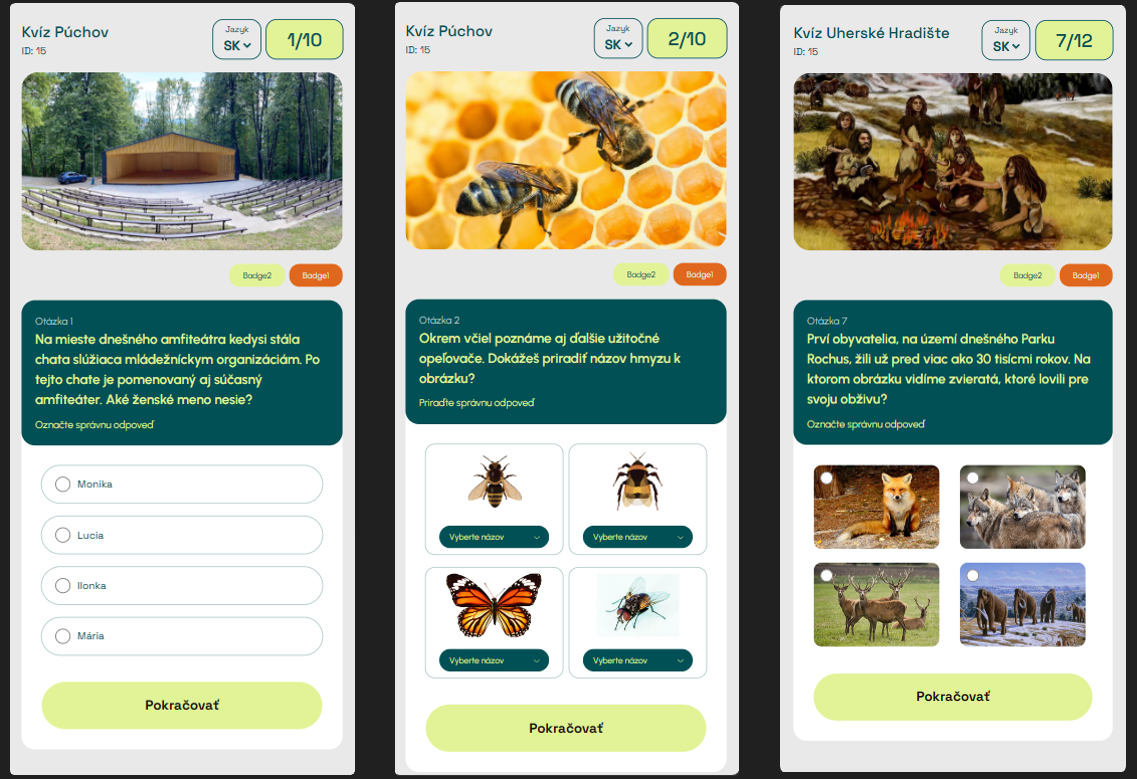 Kvíz Púchov
ID: 15
Jazyk
SK
1/10
Badge2
Badge1
Otázka 1
Na mieste dnešného amfiteátra kedysi stála
chata slúžiaca mládežníckym organizáciám. Po
tejto chate je pomenovaný aj súčasný
amfiteáter. Aké ženské meno nesie?
Označte správnu odpoveď
Monika
Lucia
Ilonka
Mária
Pokračovať
Kvíz Púchov
ID: 15
Jazyk
SK
2/10
Badge2
Badge1
Otázka 2
Okrem včiel poznáme aj ďalšie užitočné
opeľovače. Dokážeš priradiť názov hmyzu k
obrázku?
Priraďte správnu odpoveď
Vyberte názov
Vyberte názov
Vyberte názov
Vyberte názov
Pokračovať
Kvíz Uherské Hradište
ID: 15
Jazyk
SK
7/12
Badge2
Badge1
Otázka 7
Prví obyvatelia, na území dnešného Parku
Rochus, žili už pred viac ako 30 tisícmi rokov. Na
ktorom obrázku vidíme zvieratá, ktoré lovili pre
svoju obživu?
Označte správnu odpoveď
Pokračovať